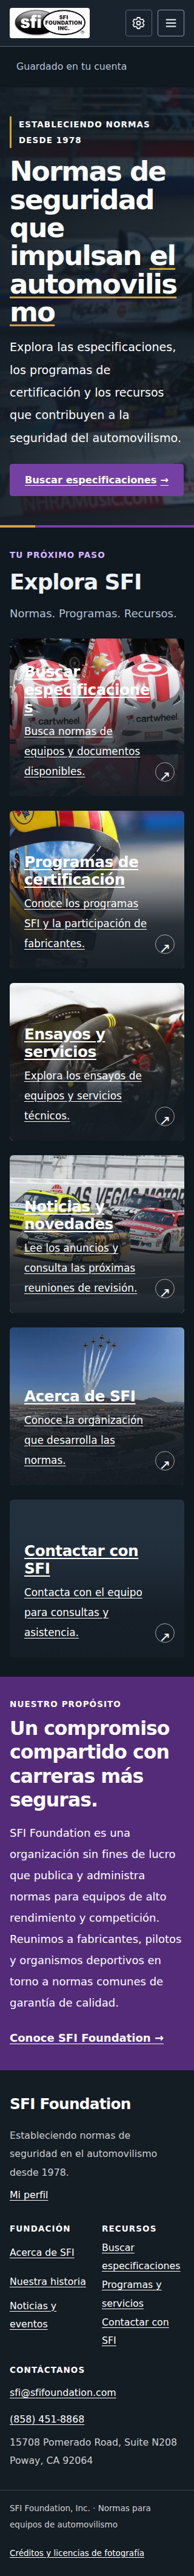 sfi SFI FOUNDATION INC.
Guardado en tu cuenta
ESTABLECIENDO NORMAS
DESDE 1978
Normas de
seguridad
que
impulsan el
automovilis
mo
Explora las especificaciones,
los programas de
certificación y los recursos
que contribuyen a la
seguridad del automovilismo.
Buscar especificaciones →
TU PRÓXIMO PASO
Explora SFI
Normas. Programas. Recursos.
cartwheel.
cartwheel.
Buscar
especificacione
s
Busca normas de
equipos y documentos
disponibles.
Programas de
certificación
Conoce los programas
SFI y la participación de
fabricantes.
Ensayos y
servicios
Explora los ensayos de
equipos y servicios
técnicos.
LAS VEGAS MOTOR
Noticias y
novedades
Lee los anuncios y
consulta las próximas
reuniones de revisión.
Acerca de SFI
Conoce la organización
que desarrolla las
normas.
Contactar con
SFI
Contacta con el equipo
para consultas y
asistencia.
NUESTRO PROPÓSITO
Un compromiso
compartido con
carreras más
seguras.
SFI Foundation es una
organización sin fines de lucro
que publica y administra
normas para equipos de alto
rendimiento y competición.
Reunimos a fabricantes, pilotos
y organismos deportivos en
torno a normas comunes de
garantía de calidad.
Conoce SFI Foundation →
SFI Foundation
Estableciendo normas de
seguridad en el automovilismo
desde 1978.
Mi perfil
FUNDACIÓN
Acerca de SFI
Nuestra historia
Noticias y
eventos
RECURSOS
Buscar
especificaciones
Programas y
servicios
Contactar con
SFI
CONTÁCTANOS
sfi@sfifoundation.com
(858) 451-8868
15708 Pomerado Road, Suite N208
Poway, CA 92064
SFI Foundation, Inc. · Normas para
equipos de automovilismo
Créditos y licencias de fotografía